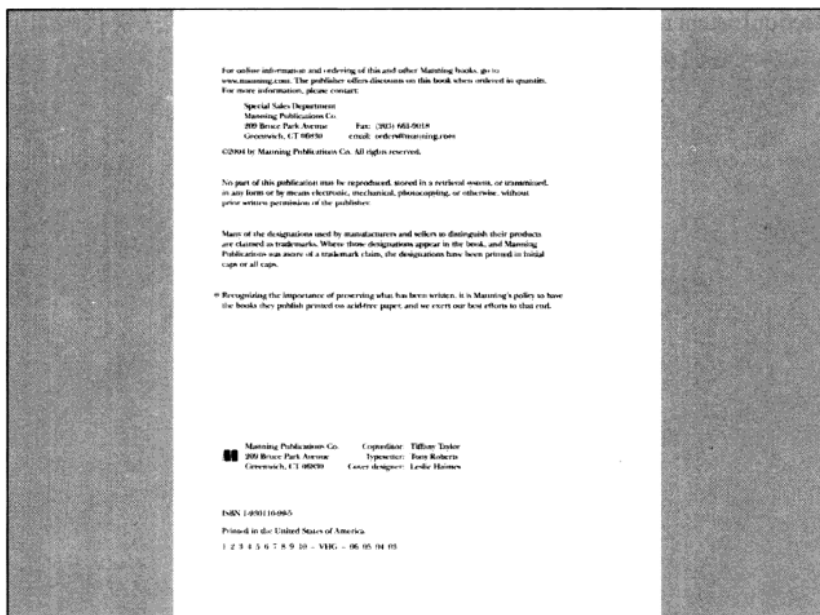 For online information and ordering of this and other Manning books, go to
www.manning.com. The publisher offers discounts on this book when ordered in quantity.
For more information, please contact:
Special Sales Department
Manning Publications Co.
209 Bruce Park Avenue Fax: (203) 661-9018
Greenwich, CT 06830 email: orders@manning.com
©2004 by Manning Publications Co. All rights reserved.
No part of this publication may be reproduced, stored in a retrieval system, or transmitted,
in any form or by means electronic, mechanical, photocopying, or otherwise, without
prior written permission of the publisher.
Many of the designations used by manufacturers and sellers to distinguish their products
are claimed as trademarks. Where those designations appear in the book, and Manning
Publications was aware of a trademark claim, the designations have been printed in initial
caps or all caps.
Recognizing the importance of preserving what has been written, it is Manning's policy to have
the books they publish printed on acid-free paper, and we exert our best efforts to that end.
Manning Publications Co. Copyeditor: Tiffany Taylor
209 Bruce Park Avenue Typesetter: Tony Roberts
Greenwich, CT 06830 Cover designer: Leslie Haimes
ISBN 1-930110-99-5
Printed in the United States of America
1 2 3 4 5 6 7 8 9 10 – VHG – 06 05 04 03